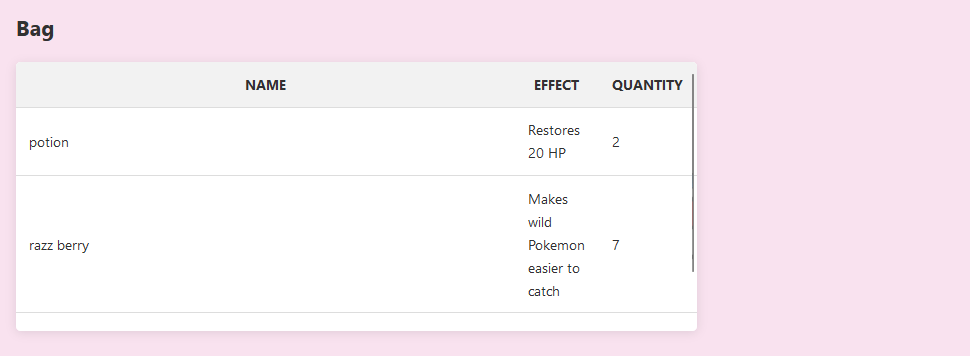 Bag
NAME EFFECT QUANTITY
potion Restores 20 HP 2
razz berry Makes wild Pokemon easier to catch 7